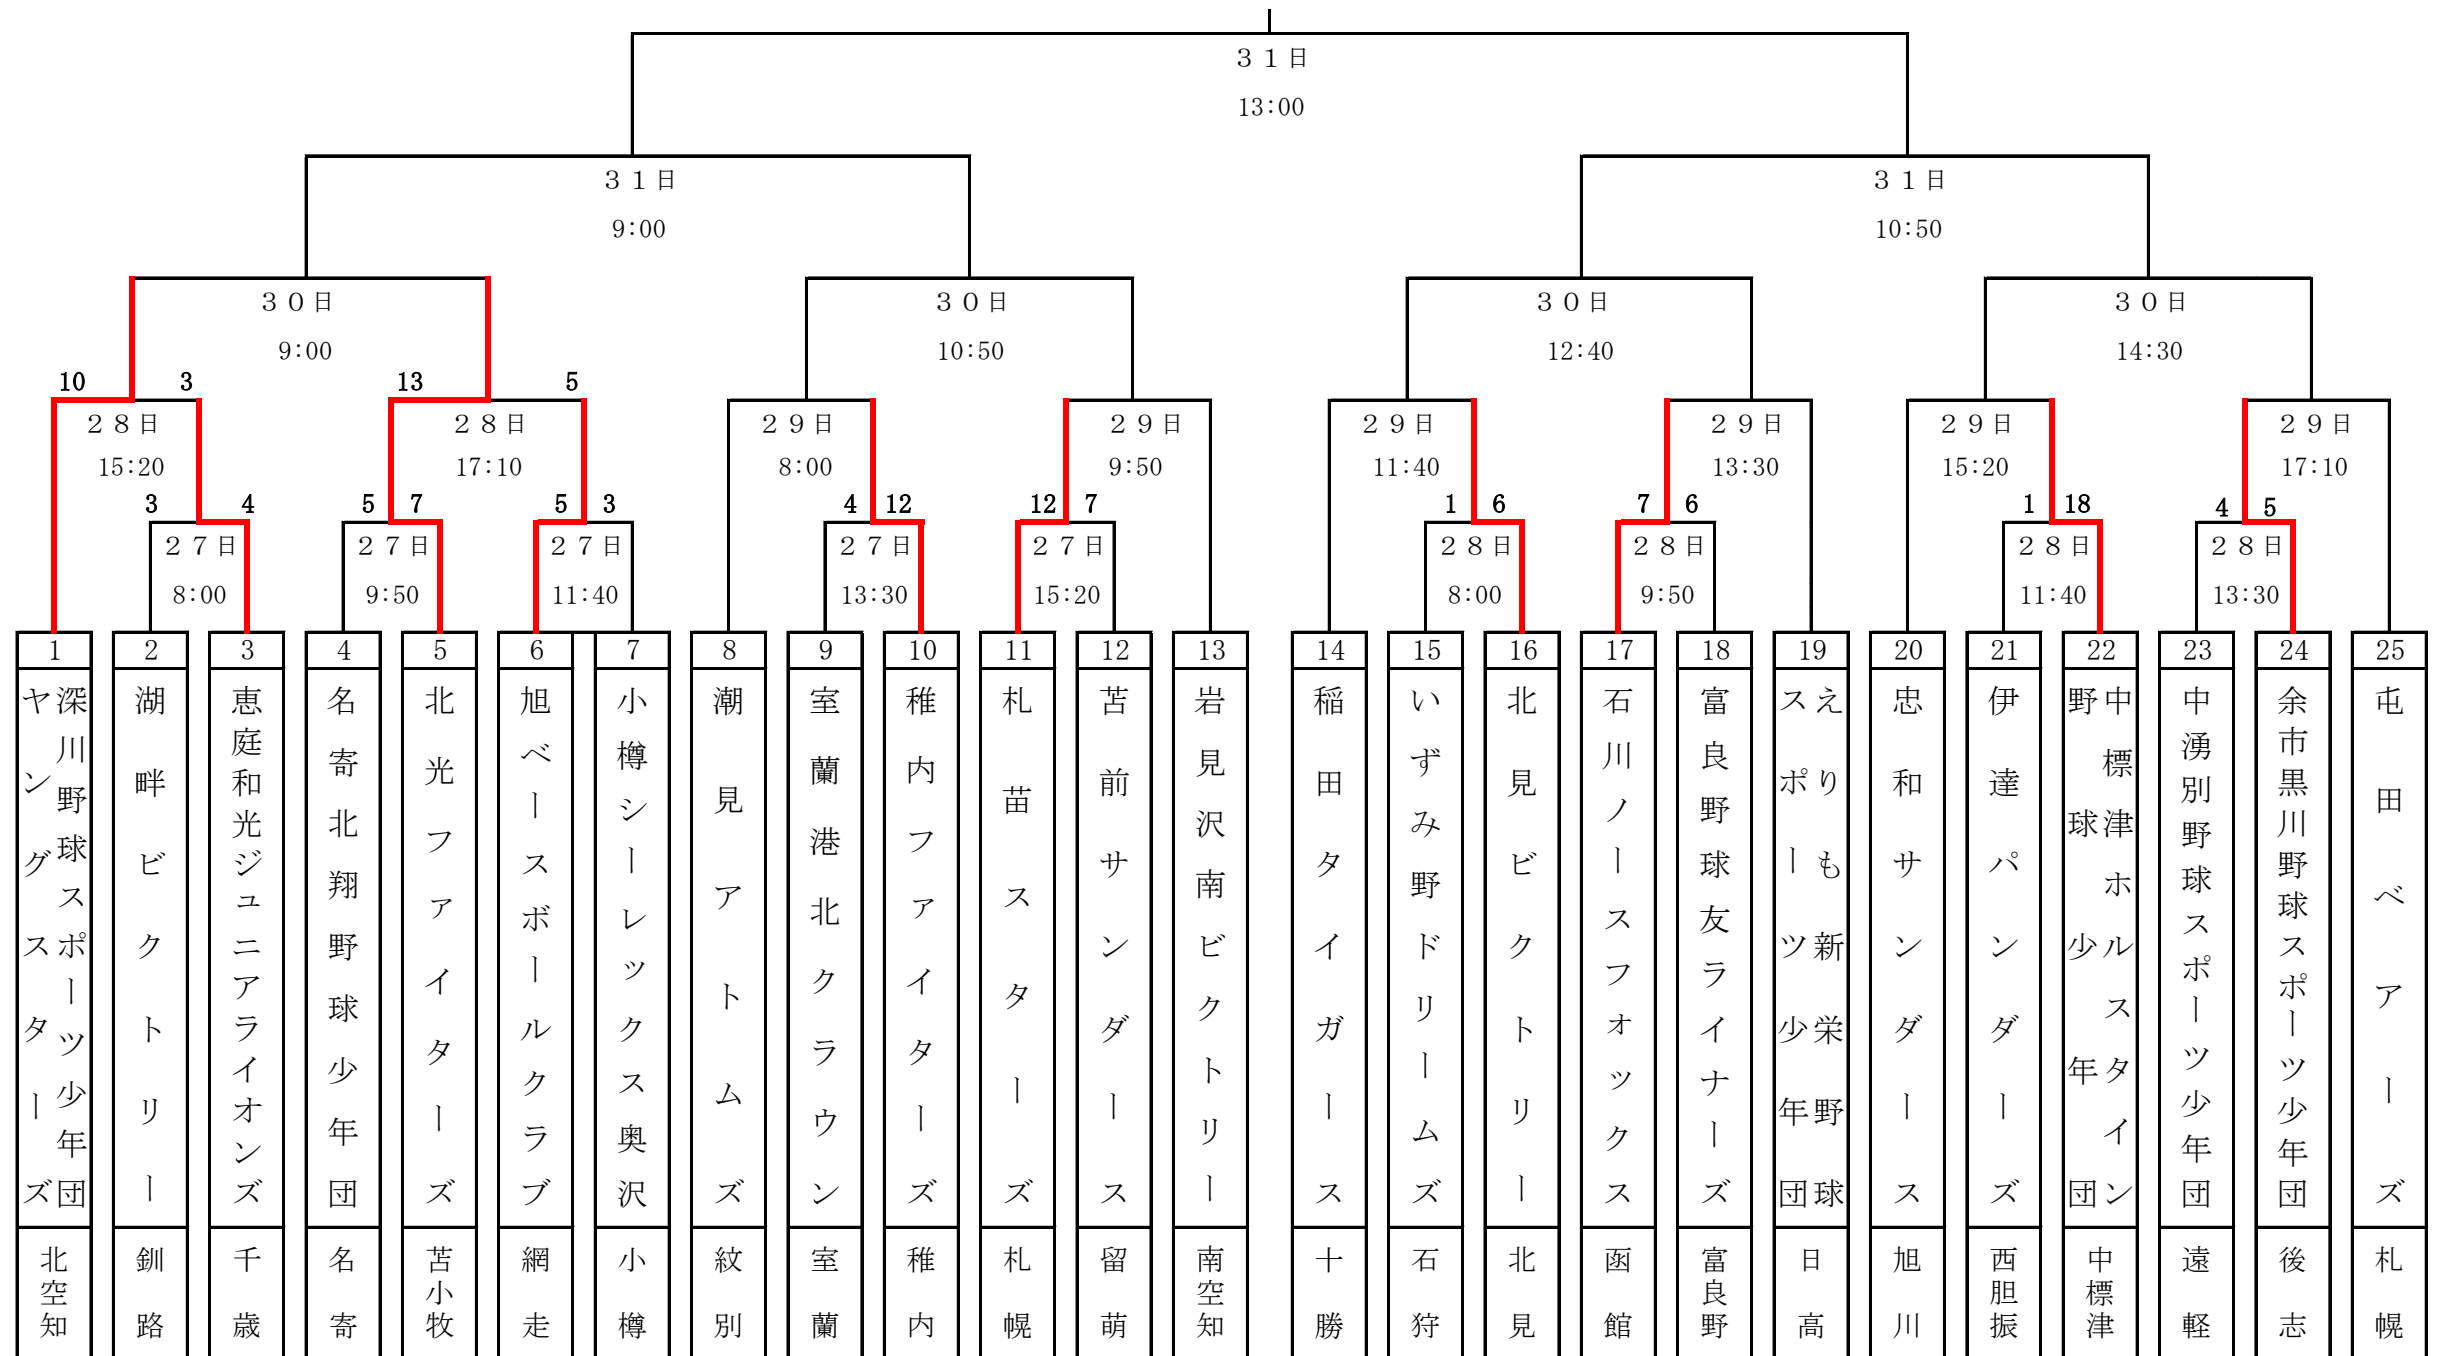 ３１日
13:00
３１日
３１日
9:00
10:50
３０日
３０日
３０日
３０日
9:00
10:50
12:40
14:30
10
3
13
5
２８日
２８日
２９日
２９日
２９日
２９日
２９日
２９日
15:20
17:10
8:00
9:50
11:40
13:30
15:20
17:10
3
4
5
7
5
3
4
12
12
7
1
6
7
6
1
18
4
5
２７日
２７日
２７日
２７日
２７日
２８日
２８日
２８日
２８日
8:00
9:50
11:40
13:30
15:20
8:00
9:50
11:40
13:30
1
2
3
4
5
6
7
8
9
10
11
12
13
14
15
16
17
18
19
20
21
22
23
24
25
深川野球スポーツ少年団
ヤングスターズ
湖畔ビクトリー
恵庭和光ジュニアライオンズ
名寄北翔野球少年団
北光ファイターズ
旭ベースボールクラブ
小樽シーレックス奥沢
潮見アトムズ
室蘭港北クラウン
稚内ファイターズ
札苗スターズ
苫前サンダース
岩見沢南ビクトリー
稲田タイガース
いずみ野ドリームズ
北見ビクトリー
石川ノースフォックス
富良野球友ライナーズ
えりも新栄野球
スポーツ少年団
忠和サンダース
伊達パンダーズ
中標津ホルスタイン
野球少年団
中湧別野球スポーツ少年団
余市黒川野球スポーツ少年団
屯田ベアーズ
北空知
釧路
千歳
名寄
苫小牧
網走
小樽
紋別
室蘭
稚内
札幌
留萌
南空知
十勝
石狩
北見
函館
富良野
日高
旭川
西胆振
中標津
遠軽
後志
札幌